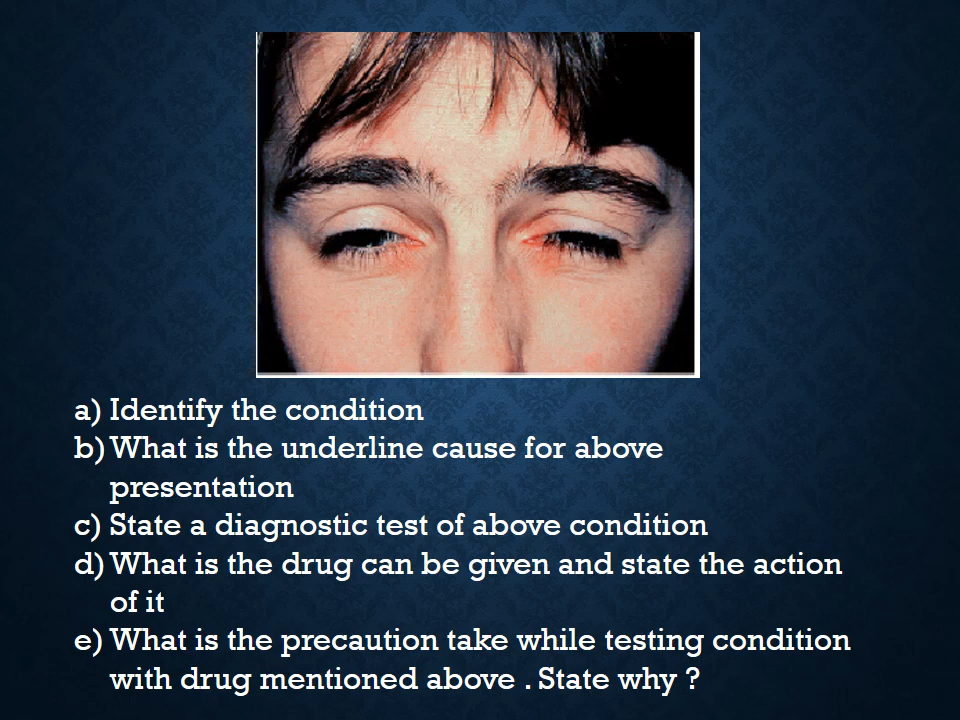 a) Identify the condition
b) What is the underline cause for above
presentation
c) State a diagnostic test of above condition
d) What is the drug can be given and state the action
of it
e) What is the precaution take while testing condition
with drug mentioned above . State why ?